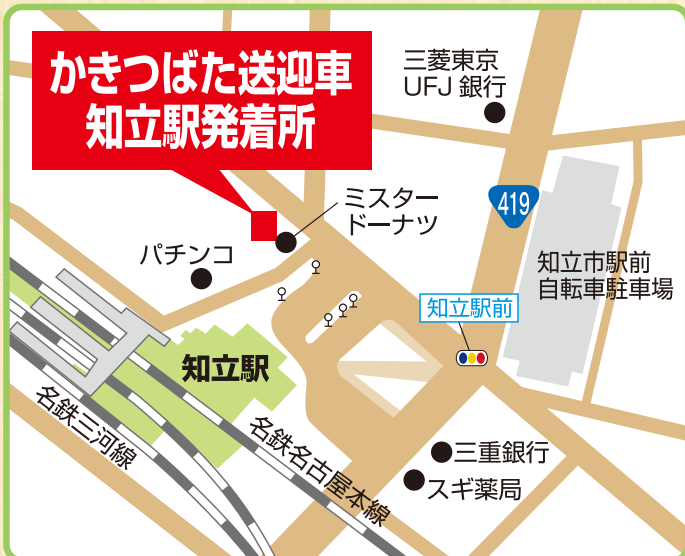 かきつばた送迎車
知立駅発着所
三菱東京
UFJ 銀行
419
ミスター
ドーナツ
パチンコ
知立市駅前
自転車駐車場
知立駅前
知立駅
名鉄三河線
名鉄名古屋本線
三重銀行
スギ薬局